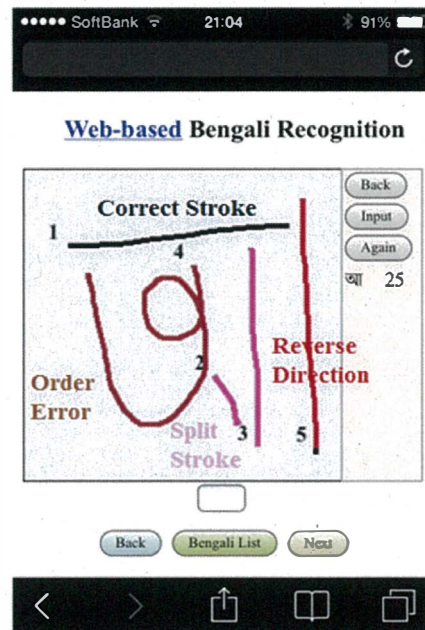 SoftBank 21:04 91%
Web-based Bengali Recognition
Back
Input
Again
আ 25
Correct Stroke
1
4
2
Reverse
Direction
Order
Error
Split 3 5
Stroke
Back Bengali List Next